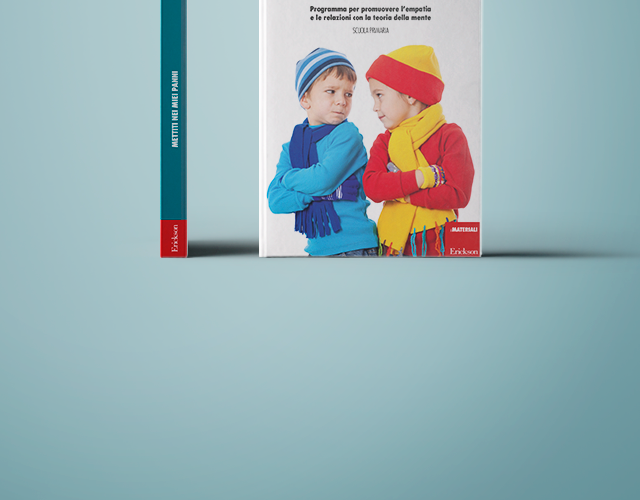 METTITI NEI MIEI PANNI
Erickson
Programma per promuovere l'empatia
e le relazioni con la teoria della mente
SCUOLA PRIMARIA
i MATERIALI
Erickson